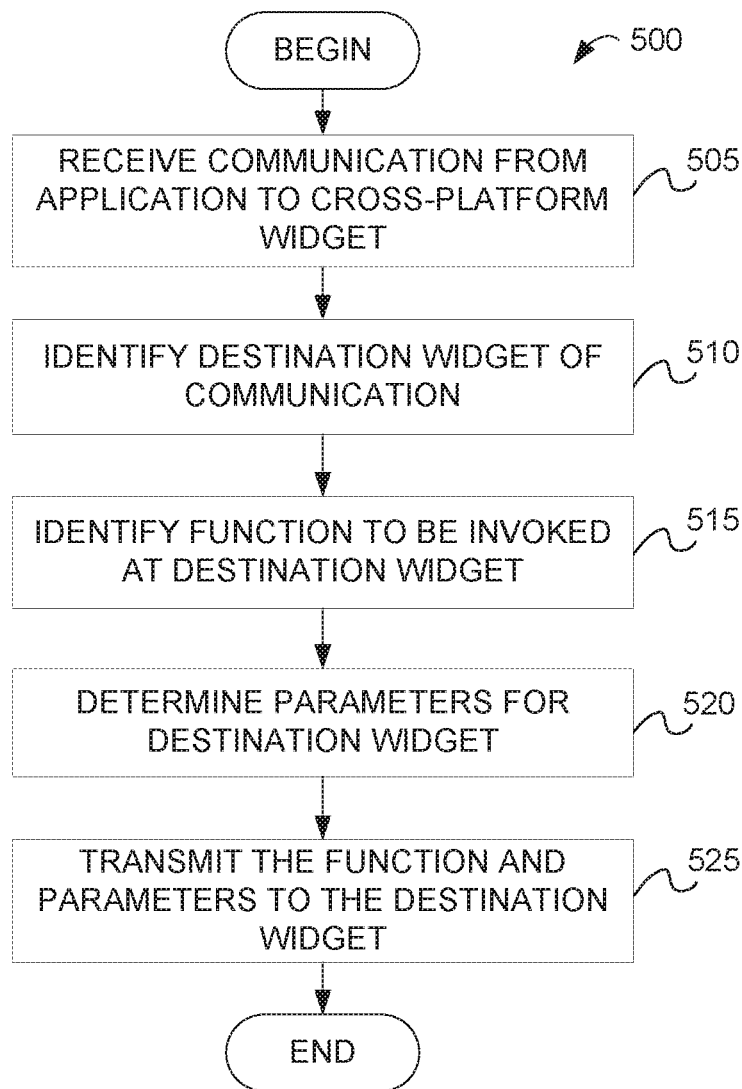 BEGIN
500
RECEIVE COMMUNICATION FROM
APPLICATION TO CROSS-PLATFORM
WIDGET
505
IDENTIFY DESTINATION WIDGET OF
COMMUNICATION
510
IDENTIFY FUNCTION TO BE INVOKED
AT DESTINATION WIDGET
515
DETERMINE PARAMETERS FOR
DESTINATION WIDGET
520
TRANSMIT THE FUNCTION AND
PARAMETERS TO THE DESTINATION
WIDGET
525
END